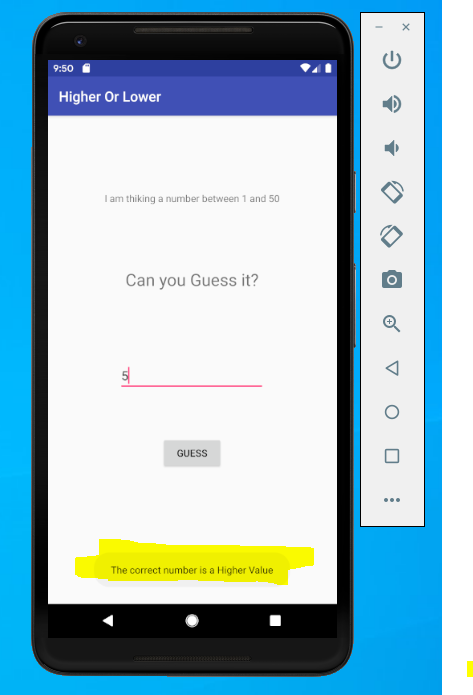 9:50
Higher Or Lower
I am thiking a number between 1 and 50
Can you Guess it?
5
GUESS
The correct number is a Higher Value